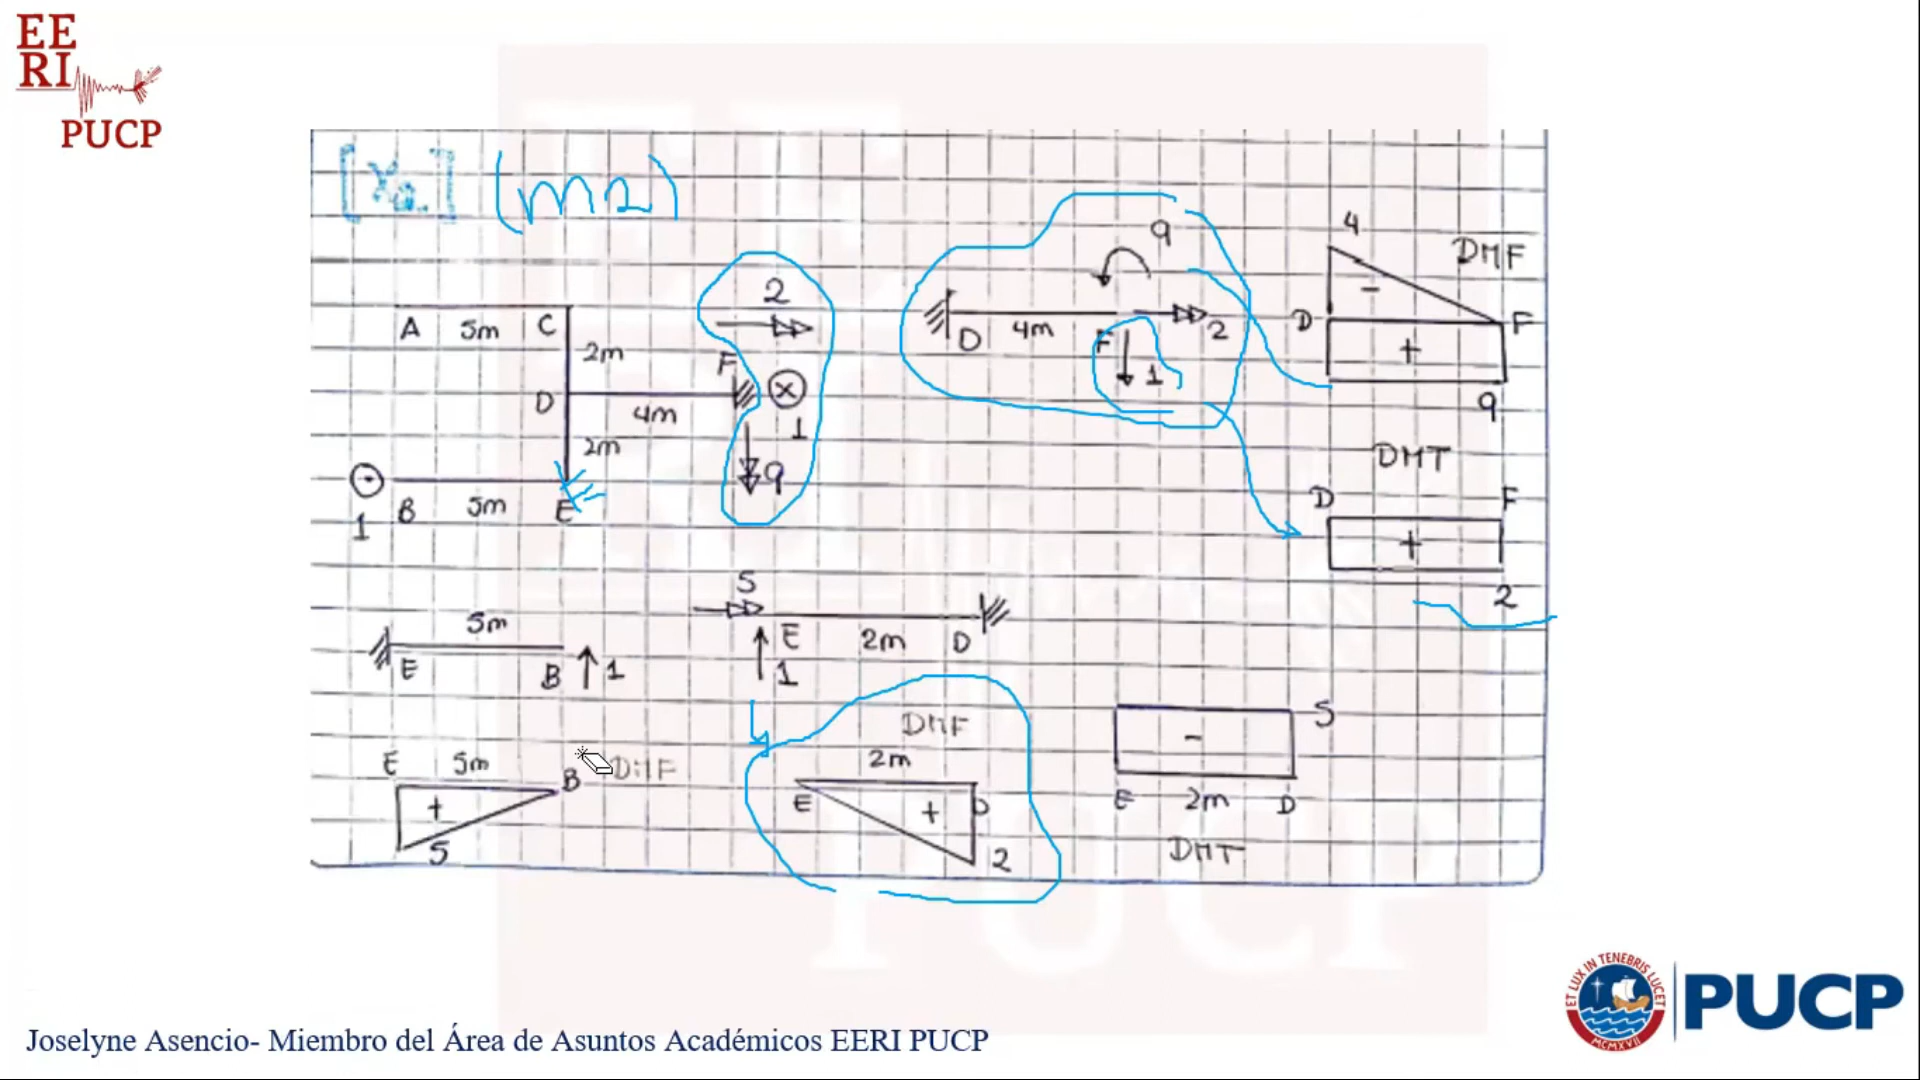 EE
RI
PUCP
[X2] (m2)
9
4
DMF
2
A 5m C
2m
F
D 4m F 2
1
D
+
F
9
D
4m
X
1
2m
9
DMT
1
B 5m E
D F
+
2
5
5m
E B 1
E 2m D
1
DMF
2m
E + D
2
-
5
E 2m D
DMT
E 5m B DMF
+
5
Joselyne Asencio- Miembro del Área de Asuntos Académicos EERI PUCP
ET LUX IN TENEBRIS LUCET
MCMXVII
PUCP